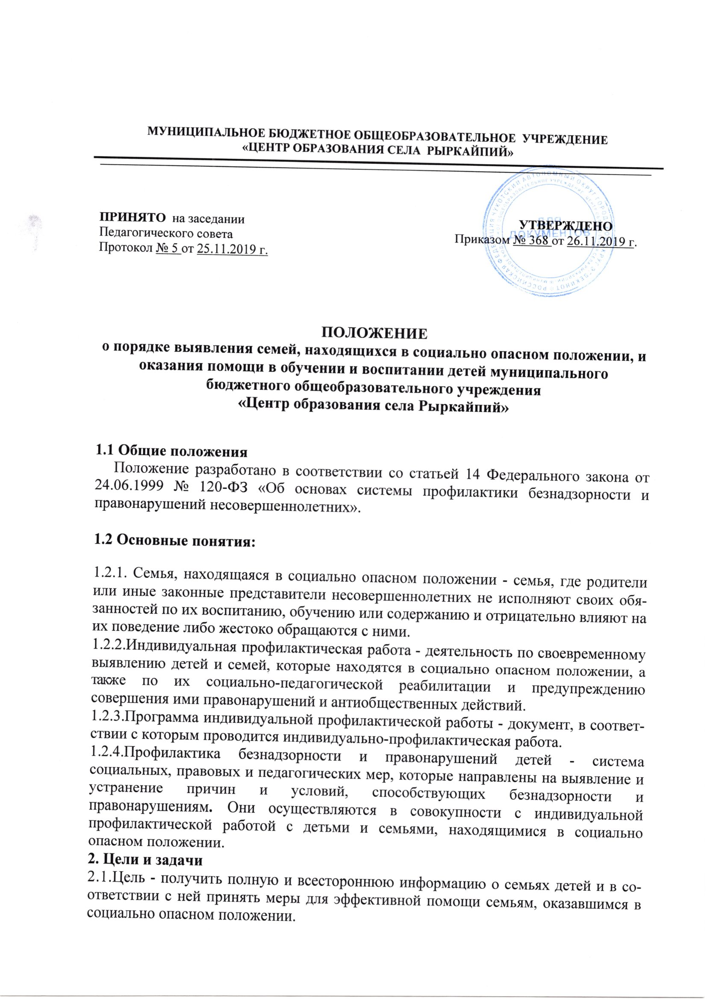 МУНИЦИПАЛЬНОЕ БЮДЖЕТНОЕ ОБЩЕОБРАЗОВАТЕЛЬНОЕ УЧРЕЖДЕНИЕ
«ЦЕНТР ОБРАЗОВАНИЯ СЕЛА РЫРКАЙПИЙ»
ПРИНЯТО на заседании
Педагогического совета
Протокол № 5 от 25.11.2019 г.
УТВЕРЖДЕНО
Приказом № 368 от 26.11.2019 г.
ДЛЯ
ДОКУМЕНТОВ
РОССИЙСКАЯ ФЕДЕРАЦИЯ ЧУКОТСКИЙ АВТОНОМНЫЙ ОКРУГ
ПОЛОЖЕНИЕ
о порядке выявления семей, находящихся в социально опасном положении, и
оказания помощи в обучении и воспитании детей муниципального
бюджетного общеобразовательного учреждения
«Центр образования села Рыркайпий»
1.1 Общие положения
Положение разработано в соответствии со статьей 14 Федерального закона от
24.06.1999 № 120-ФЗ «Об основах системы профилактики безнадзорности и
правонарушений несовершеннолетних».
1.2 Основные понятия:
1.2.1. Семья, находящаяся в социально опасном положении - семья, где родители
или иные законные представители несовершеннолетних не исполняют своих обя-
занностей по их воспитанию, обучению или содержанию и отрицательно влияют на
их поведение либо жестоко обращаются с ними.
1.2.2.Индивидуальная профилактическая работа - деятельность по своевременному
выявлению детей и семей, которые находятся в социально опасном положении, а
также по их социально-педагогической реабилитации и предупреждению
совершения ими правонарушений и антиобщественных действий.
1.2.3.Программа индивидуальной профилактической работы - документ, в соответ-
ствии с которым проводится индивидуально-профилактическая работа.
1.2.4.Профилактика безнадзорности и правонарушений детей - система
социальных, правовых и педагогических мер, которые направлены на выявление и
устранение причин и условий, способствующих безнадзорности и
правонарушениям. Они осуществляются в совокупности с индивидуальной
профилактической работой с детьми и семьями, находящимися в социально
опасном положении.
2. Цели и задачи
2.1.Цель - получить полную и всестороннюю информацию о семьях детей и в со-
ответствии с ней принять меры для эффективной помощи семьям, оказавшимся в
социально опасном положении.